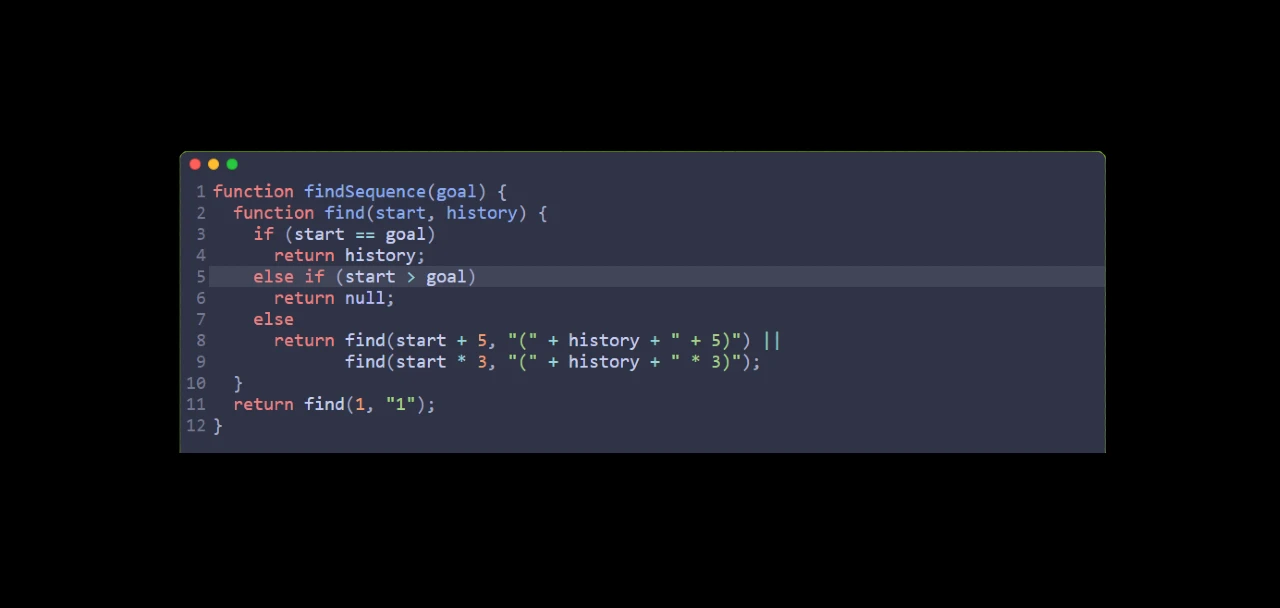 1 function findSequence(goal) {
2   function find(start, history) {
3     if (start == goal)
4       return history;
5     else if (start > goal)
6       return null;
7     else
8       return find(start + 5, "(" + history + " + 5)") ||
9              find(start * 3, "(" + history + " * 3)");
10   }
11   return find(1, "1");
12 }